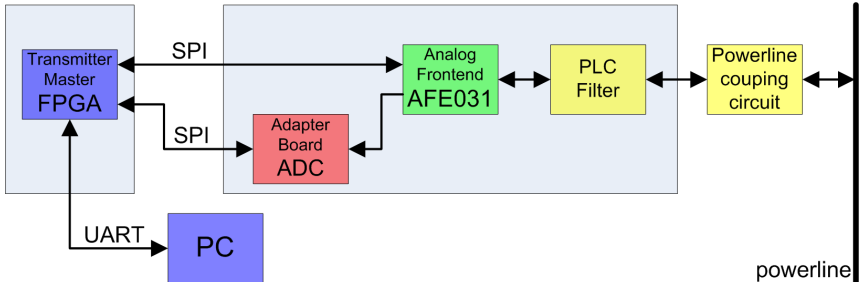 Transmitter
Master
FPGA
SPI
SPI
Analog
Frontend
AFE031
Adapter
Board
ADC
PLC
Filter
Powerline
couping
circuit
UART
PC
powerline